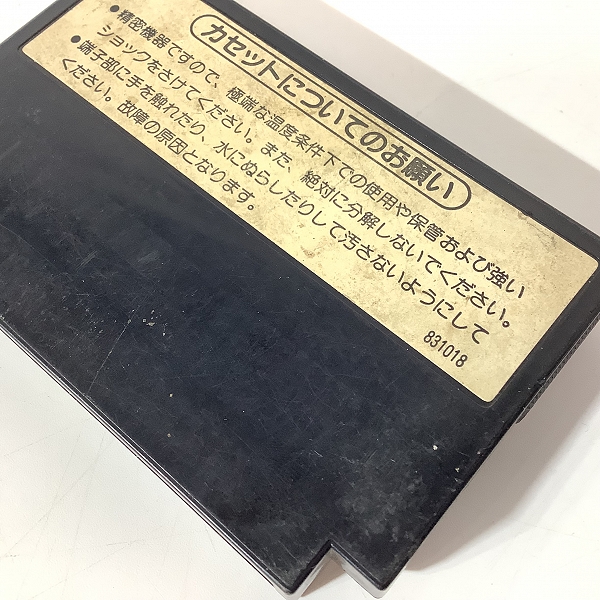 カセットについてのお願い
●精密機器ですので、極端な温度条件下での使用や保管および強い
ショックをさけてください。また、絶対に分解しないでください。
●端子部に手を触れたり、水にぬらしたりして汚さないようにして
ください。故障の原因となります。
831018